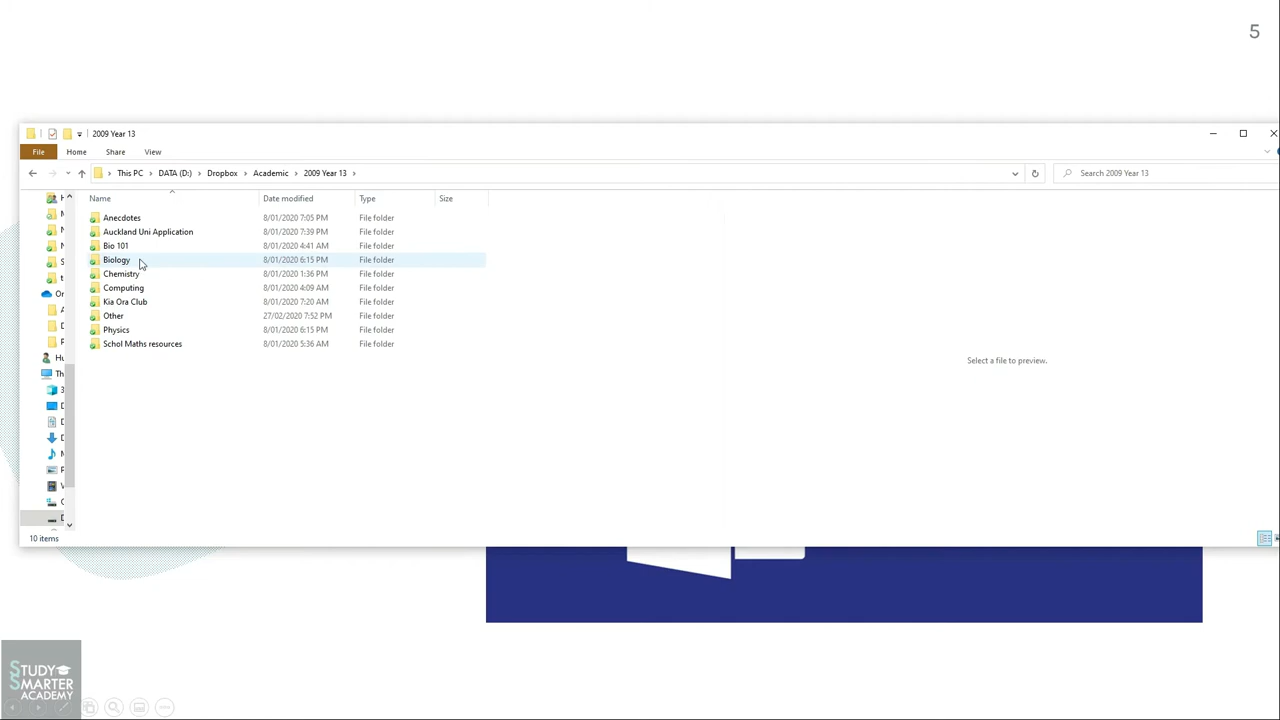 5
2009 Year 13
File Home Share View
This PC DATA (D:) Dropbox Academic 2009 Year 13
Search 2009 Year 13
Name Date modified Type Size
Anecdotes 8/01/2020 7:05 PM File folder
Auckland Uni Application 8/01/2020 7:39 PM File folder
Bio 101 8/01/2020 4:41 AM File folder
Biology 8/01/2020 6:15 PM File folder
Chemistry 8/01/2020 1:36 PM File folder
Computing 8/01/2020 4:09 AM File folder
Kia Ora Club 8/01/2020 7:20 AM File folder
Other 27/02/2020 7:52 PM File folder
Physics 8/01/2020 6:15 PM File folder
Schol Maths resources 8/01/2020 5:36 AM File folder
Select a file to preview.
10 items
STUDY
SMARTER
ACADEMY